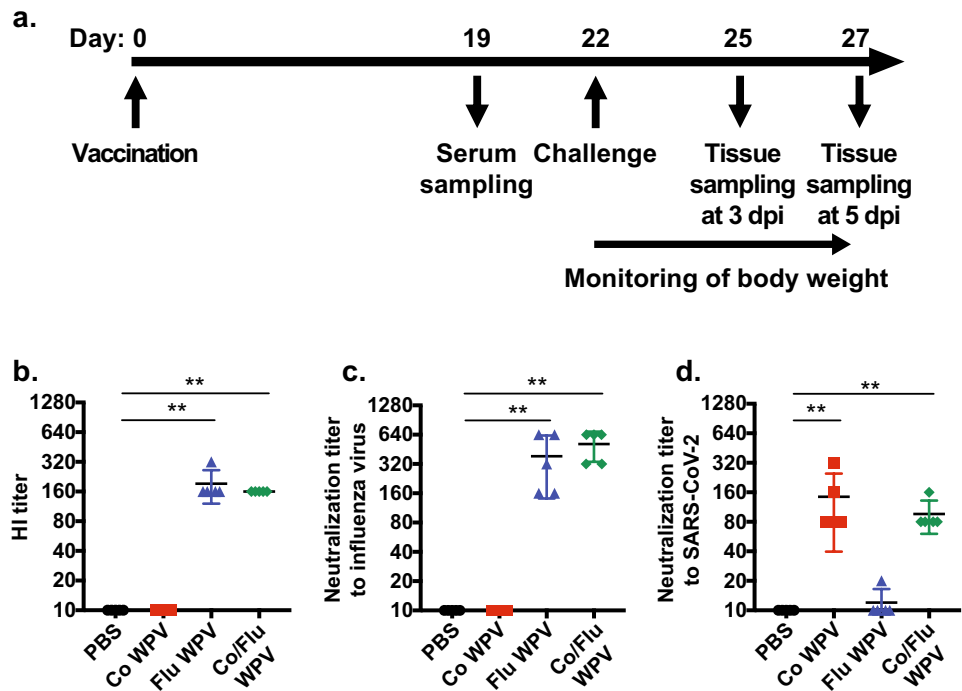 a.
Day: 0 19 22 25 27
Vaccination
Serum
sampling
Challenge
Tissue
sampling
at 3 dpi
Tissue
sampling
at 5 dpi
Monitoring of body weight
b.
HI titer
1280
640
320
160
80
40
20
10
**
**
PBS
Co WPV
Flu WPV
Co/Flu
WPV
c.
Neutralization titer
to influenza virus
1280
640
320
160
80
40
20
10
**
**
PBS
Co WPV
Flu WPV
Co/Flu
WPV
d.
Neutralization titer
to SARS-CoV-2
1280
640
320
160
80
40
20
10
**
**
PBS
Co WPV
Flu WPV
Co/Flu
WPV